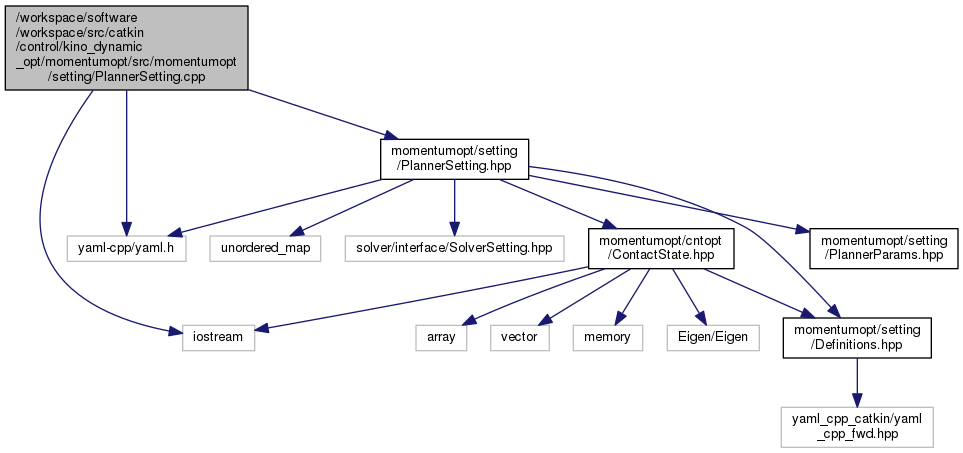 /workspace/software
/workspace/src/catkin
/control/kino_dynamic
_opt/momentumopt/src/momentumopt
/setting/PlannerSetting.cpp
momentumopt/setting
/PlannerSetting.hpp
yaml-cpp/yaml.h
unordered_map
solver/interface/SolverSetting.hpp
momentumopt/cntopt
/ContactState.hpp
momentumopt/setting
/PlannerParams.hpp
iostream
array
vector
memory
Eigen/Eigen
momentumopt/setting
/Definitions.hpp
yaml_cpp_catkin/yaml
_cpp_fwd.hpp